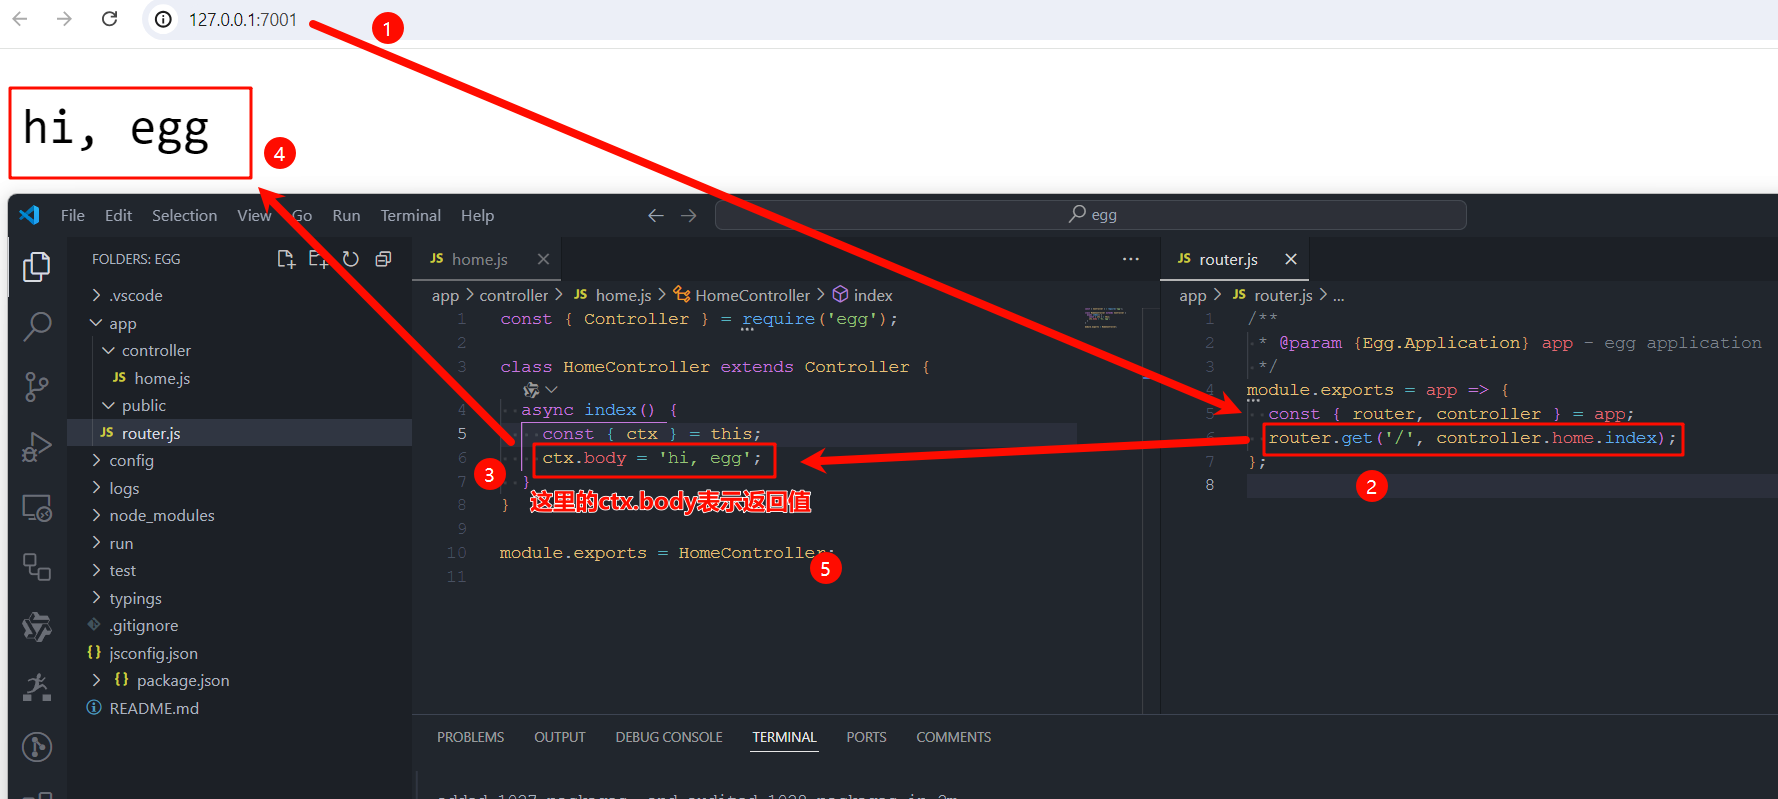 127.0.0.1:7001
1
hi, egg
4
File Edit Selection View Go Run Terminal Help
egg
FOLDERS: EGG
.vscode
app
controller
JS home.js
public
JS router.js
config
logs
node_modules
run
test
typings
.gitignore
{} jsconfig.json
{} package.json
README.md
JS home.js
app > controller > JS home.js > HomeController > index
1 const { Controller } = require('egg');
2
3 class HomeController extends Controller {
4 async index() {
5 const { ctx } = this;
6 ctx.body = 'hi, egg';
7 }
8 }
9
10 module.exports = HomeController;
11
3
这里的ctx.body表示返回值
5
JS router.js
app > JS router.js > ...
1 /**
2 * @param {Egg.Application} app - egg application
3 */
4 module.exports = app => {
5 const { router, controller } = app;
6 router.get('/', controller.home.index);
7 };
8
2
PROBLEMS OUTPUT DEBUG CONSOLE TERMINAL PORTS COMMENTS